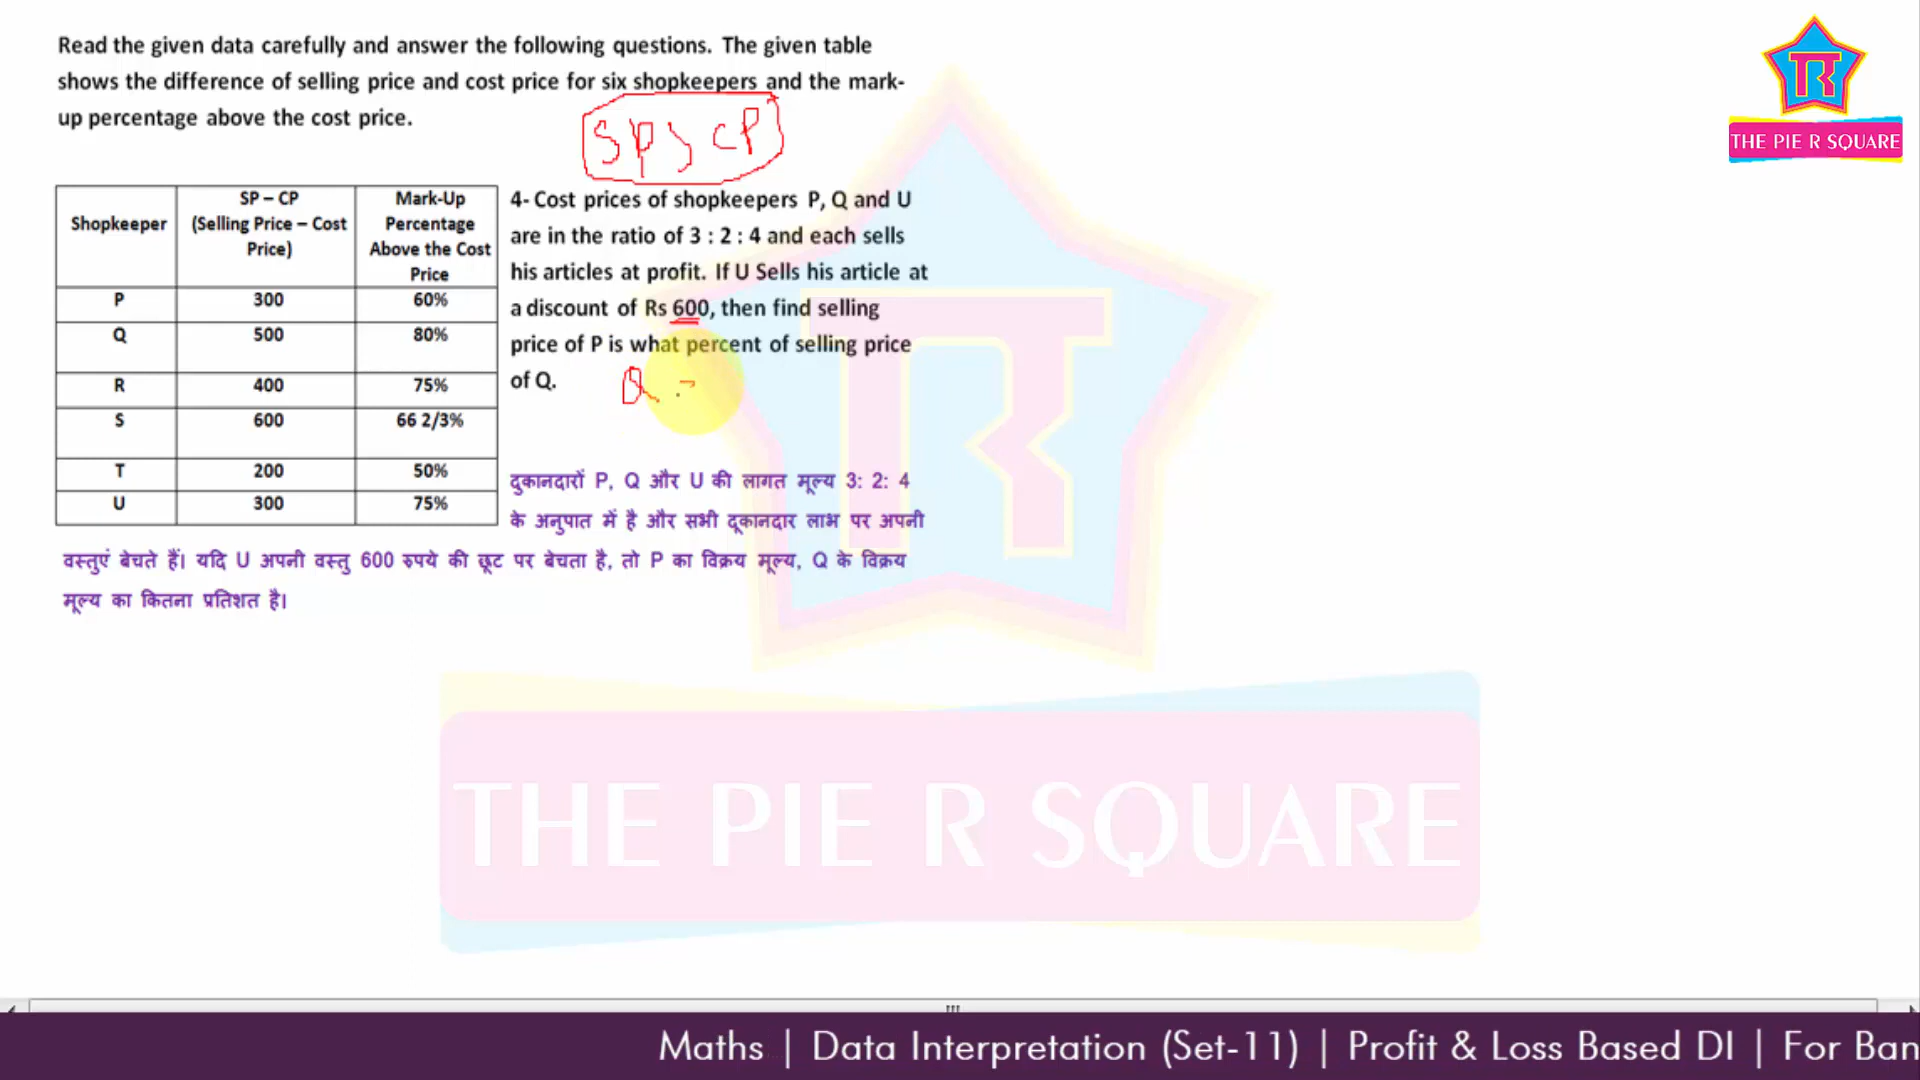 Read the given data carefully and answer the following questions. The given table
shows the difference of selling price and cost price for six shopkeepers and the mark-
up percentage above the cost price.
SP > CP
THE PIE R SQUARE
Shopkeeper
SP – CP
(Selling Price – Cost
Price)
Mark-Up
Percentage
Above the Cost
Price
P 300 60%
Q 500 80%
R 400 75%
S 600 66 2/3%
T 200 50%
U 300 75%
4- Cost prices of shopkeepers P, Q and U
are in the ratio of 3 : 2 : 4 and each sells
his articles at profit. If U Sells his article at
a discount of Rs 600, then find selling
price of P is what percent of selling price
of Q.
दुकानदारों P, Q और U की लागत मूल्य 3: 2: 4
के अनुपात में है और सभी दूकानदार लाभ पर अपनी
वस्तुएं बेचते हैं। यदि U अपनी वस्तु 600 रुपये की छूट पर बेचता है, तो P का विक्रय मूल्य, Q के विक्रय
मूल्य का कितना प्रतिशत है।
THE PIE R SQUARE
Maths | Data Interpretation (Set-11) | Profit & Loss Based DI | For Ban